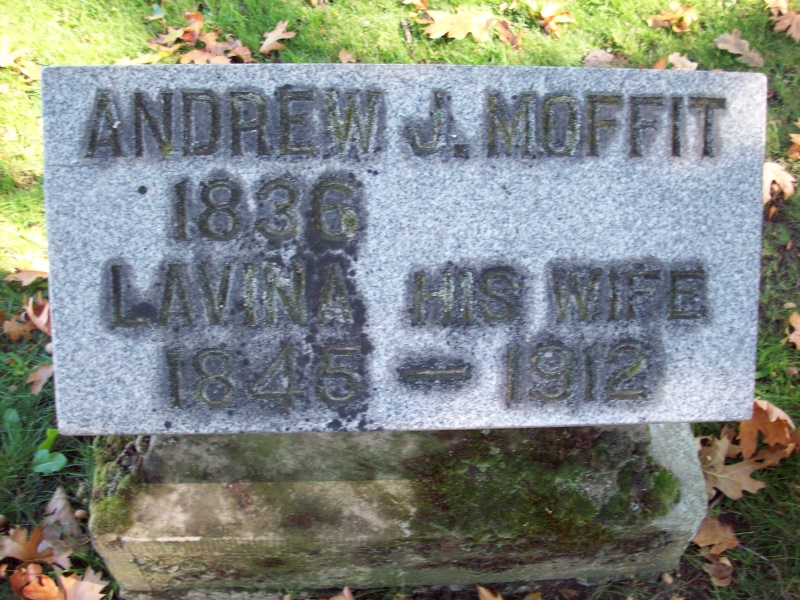 ANDREW J. MOFFIT
1836
LAVINA HIS WIFE
1845 — 1912